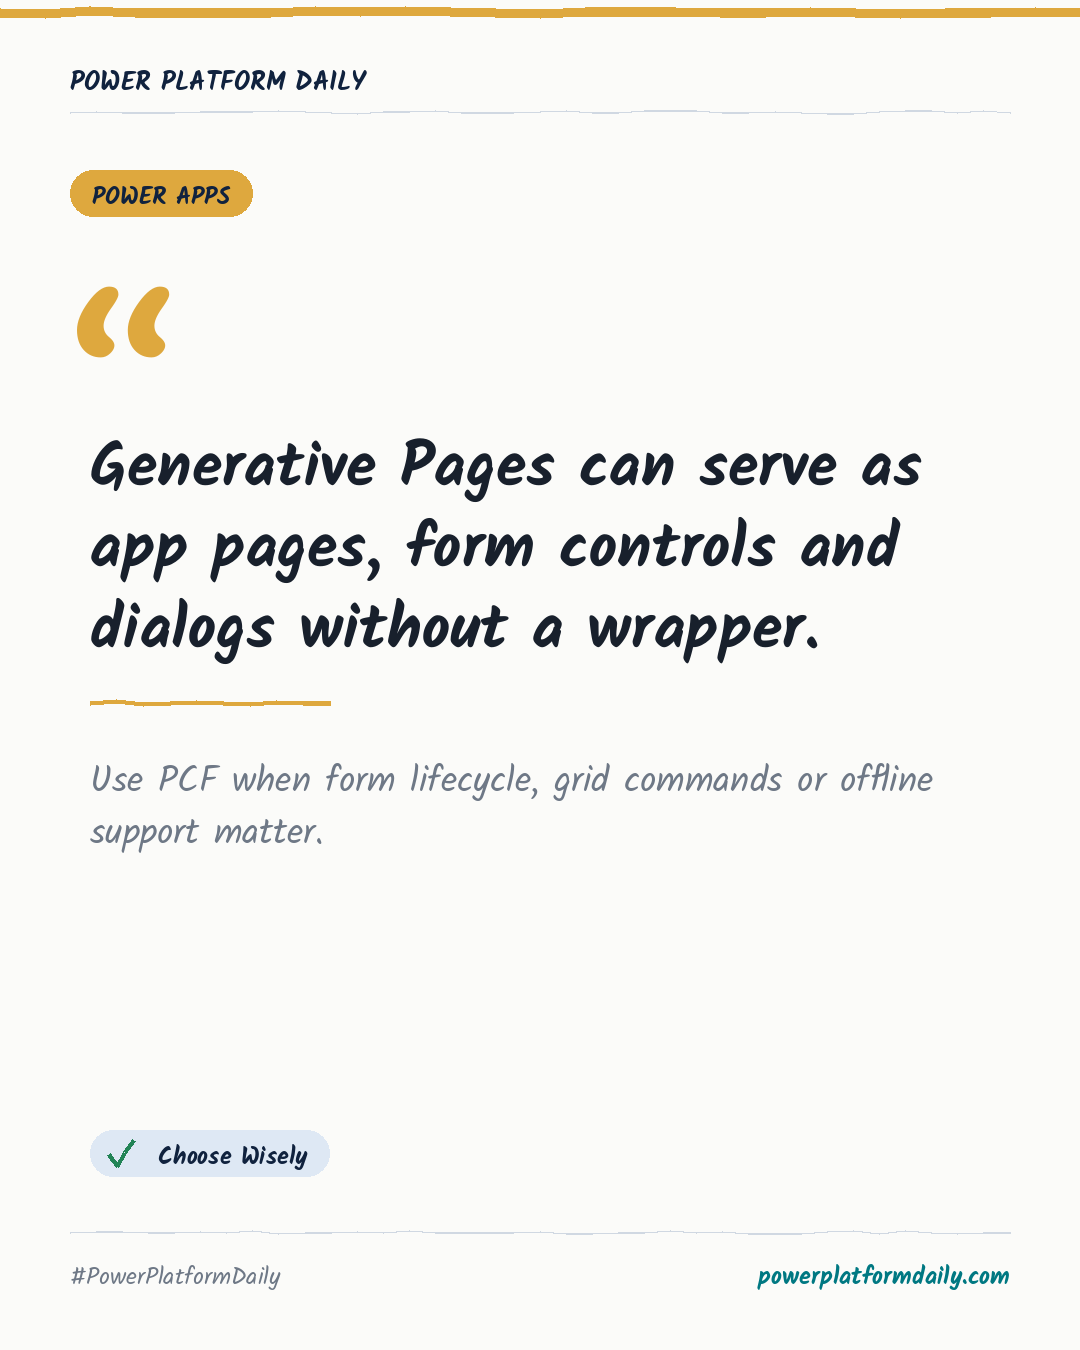 POWER PLATFORM DAILY
POWER APPS
“
Generative Pages can serve as
app pages, form controls and
dialogs without a wrapper.
Use PCF when form lifecycle, grid commands or offline
support matter.
✓ Choose Wisely
#PowerPlatformDaily
powerplatformdaily.com